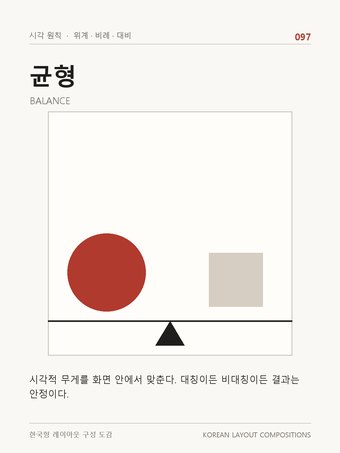 시각 원칙 · 위계 · 비례 · 대비
097
균형
BALANCE
시각적 무게를 화면 안에서 맞춘다. 대칭이든 비대칭이든 결과는
안정이다.
한국형 레이아웃 구성 도감
KOREAN LAYOUT COMPOSITIONS